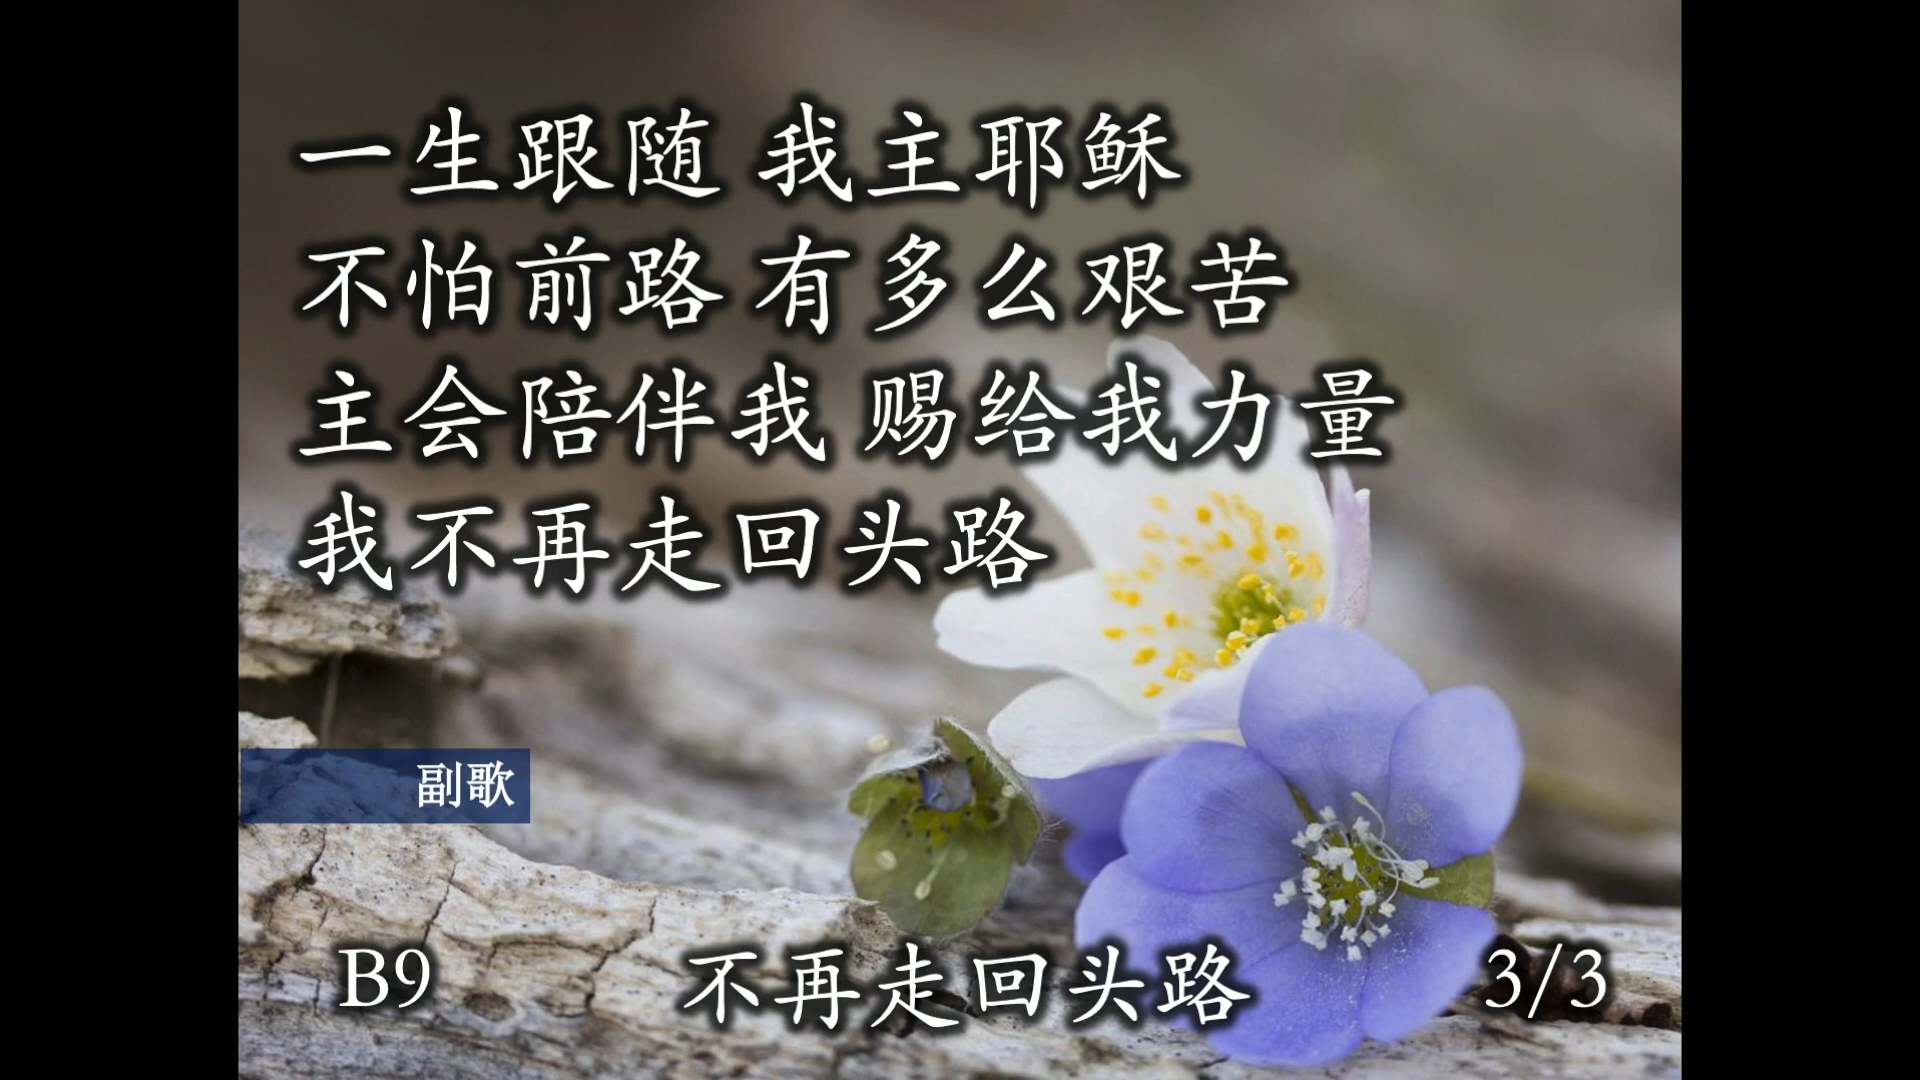 一生跟随 我主耶稣
不怕前路 有多么艰苦
主会陪伴我 赐给我力量
我不再走回头路
副歌
B9 不再走回头路 3/3